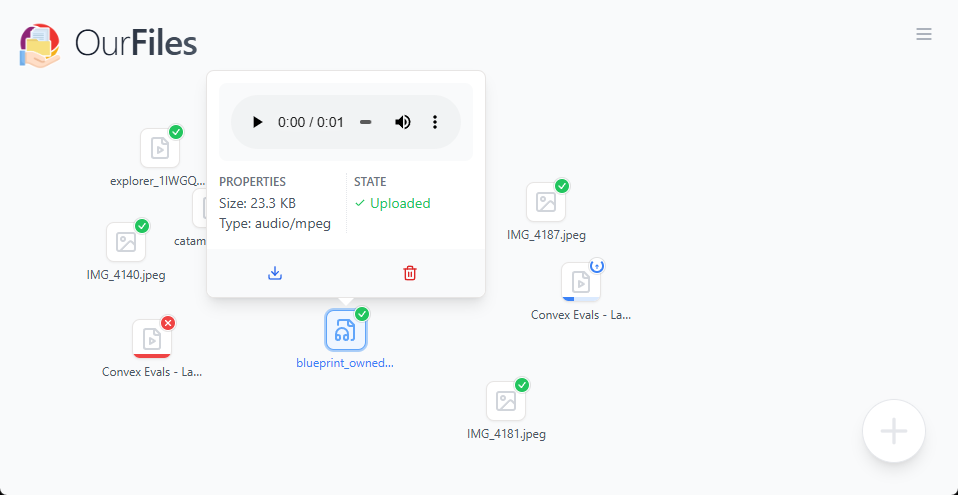 OurFiles
0:00 / 0:01
explorer_1IWGQ...
PROPERTIES
Size: 23.3 KB
Type: audio/mpeg
STATE
Uploaded
catam
IMG_4187.jpeg
IMG_4140.jpeg
Convex Evals - La...
Convex Evals - La...
blueprint_owned...
IMG_4181.jpeg